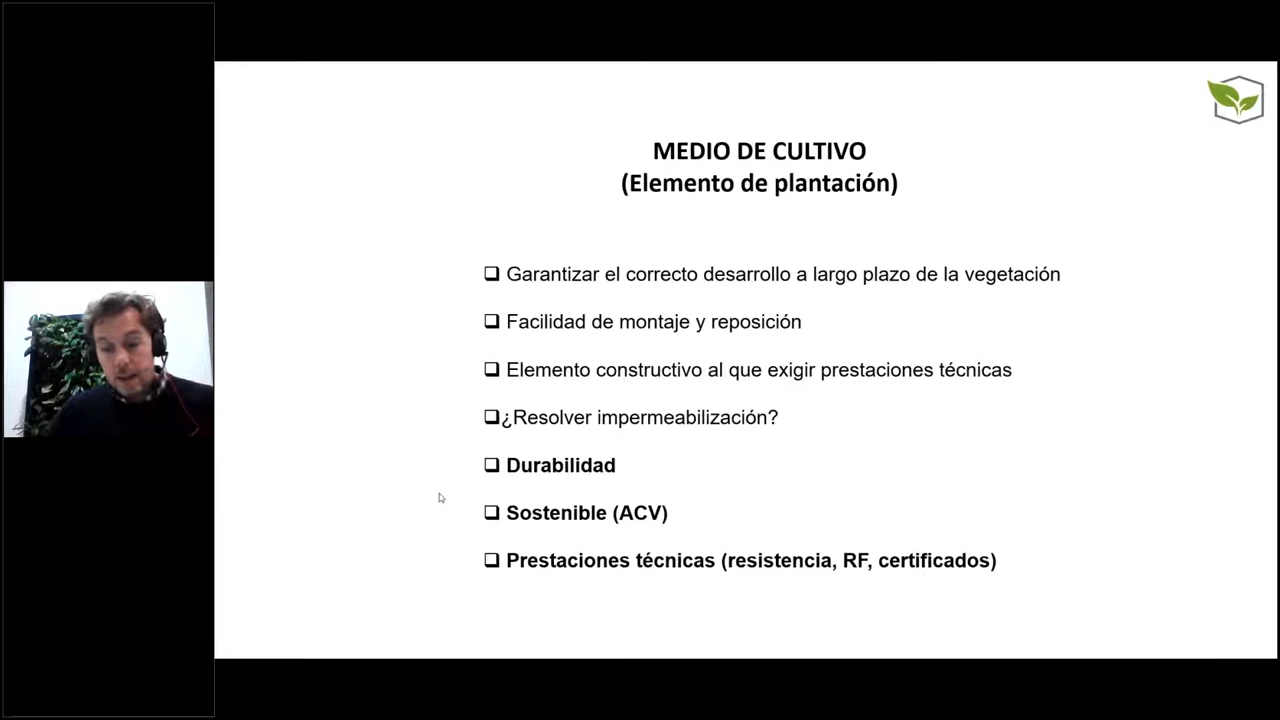 MEDIO DE CULTIVO
(Elemento de plantación)
❑ Garantizar el correcto desarrollo a largo plazo de la vegetación
❑ Facilidad de montaje y reposición
❑ Elemento constructivo al que exigir prestaciones técnicas
❑¿Resolver impermeabilización?
❑ Durabilidad
❑ Sostenible (ACV)
❑ Prestaciones técnicas (resistencia, RF, certificados)